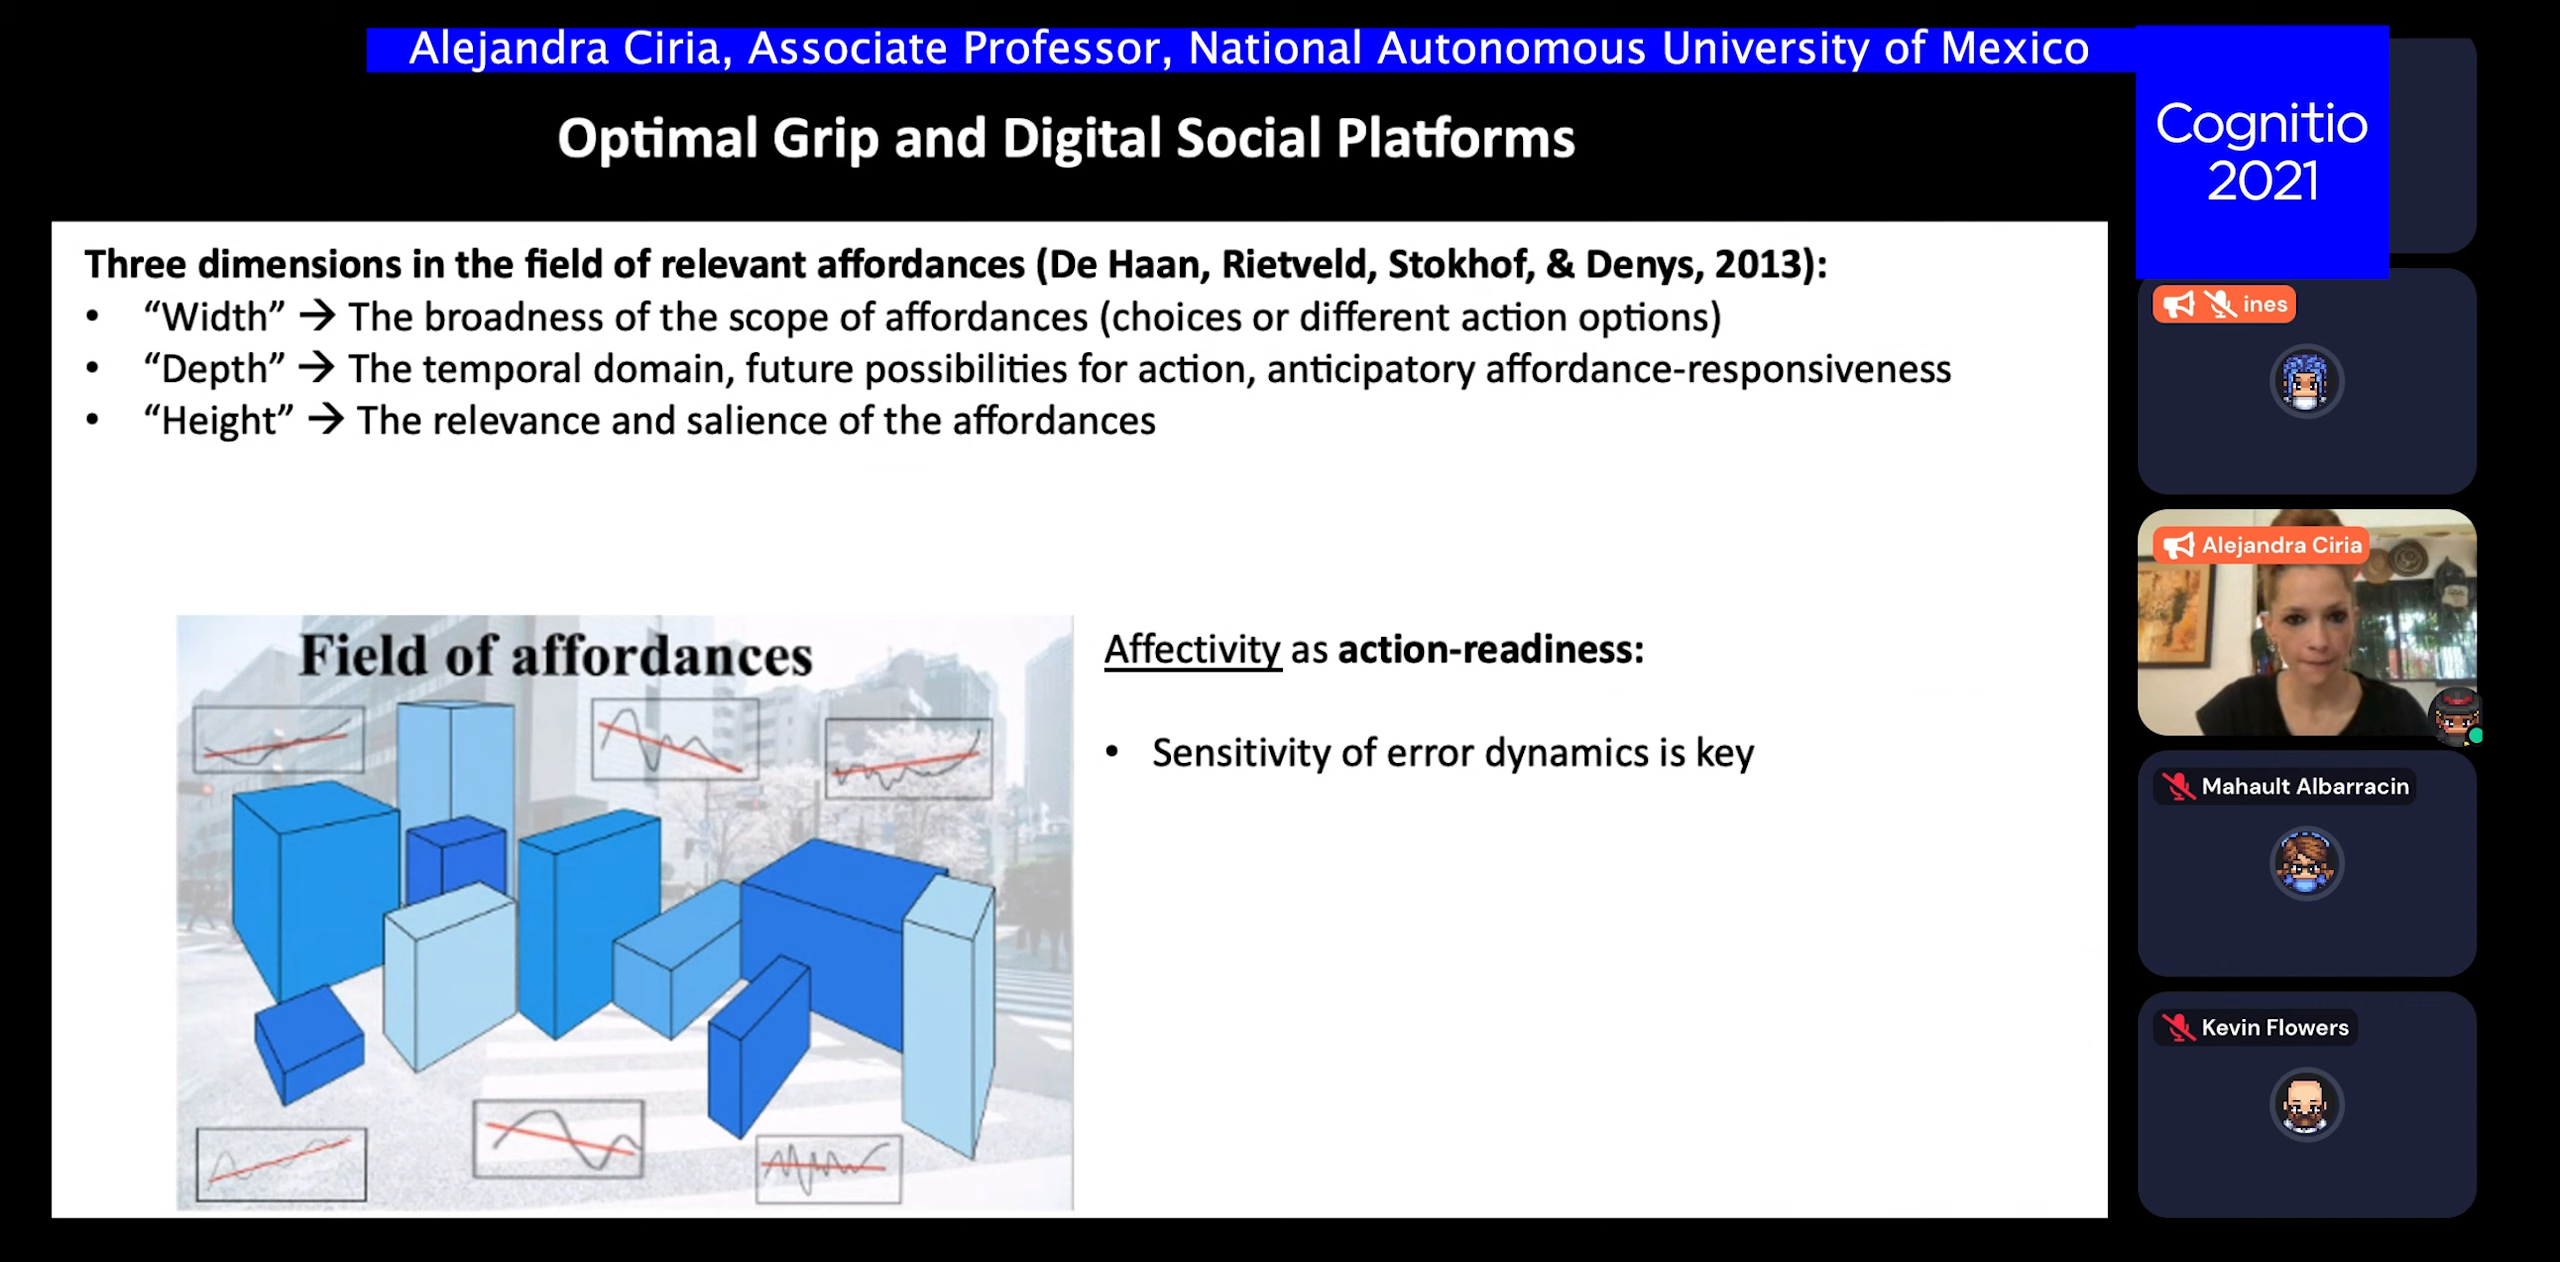 Alejandra Ciria, Associate Professor, National Autonomous University of Mexico
Cognitio
2021
Optimal Grip and Digital Social Platforms
Three dimensions in the field of relevant affordances (De Haan, Rietveld, Stokhof, & Denys, 2013):
• “Width” → The broadness of the scope of affordances (choices or different action options)
• “Depth” → The temporal domain, future possibilities for action, anticipatory affordance-responsiveness
• “Height” → The relevance and salience of the affordances
Field of affordances
Affectivity as action-readiness:
• Sensitivity of error dynamics is key
ines
Alejandra Ciria
Mahault Albarracin
Kevin Flowers